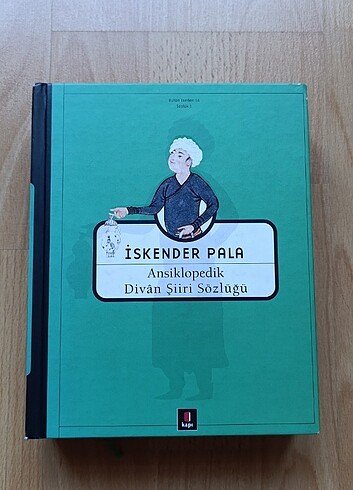 İSKENDER PALA
Ansiklopedik
Divân Şiiri Sözlüğü
kapı